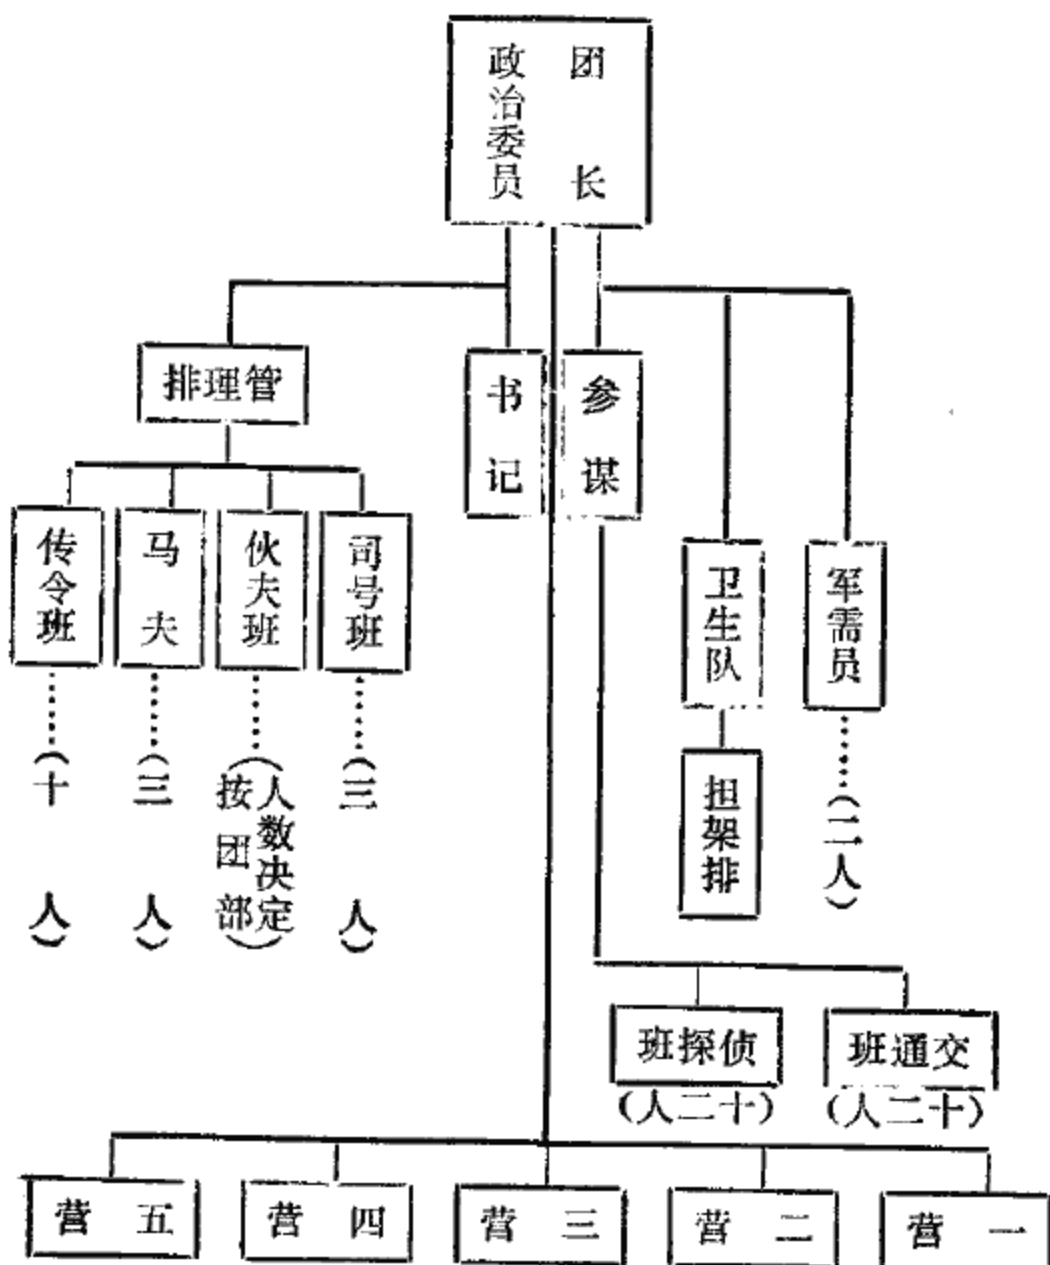 团长
政治委员
管理排
书记
参谋
传令班
马夫
伙夫班
司号班
卫生队
军需员
(十人)
(三人)
(按团部
人数决定)
(三人)
担架排
(二人)
侦探班
交通班
(十二人)
(十二人)
一营
二营
三营
四营
五营